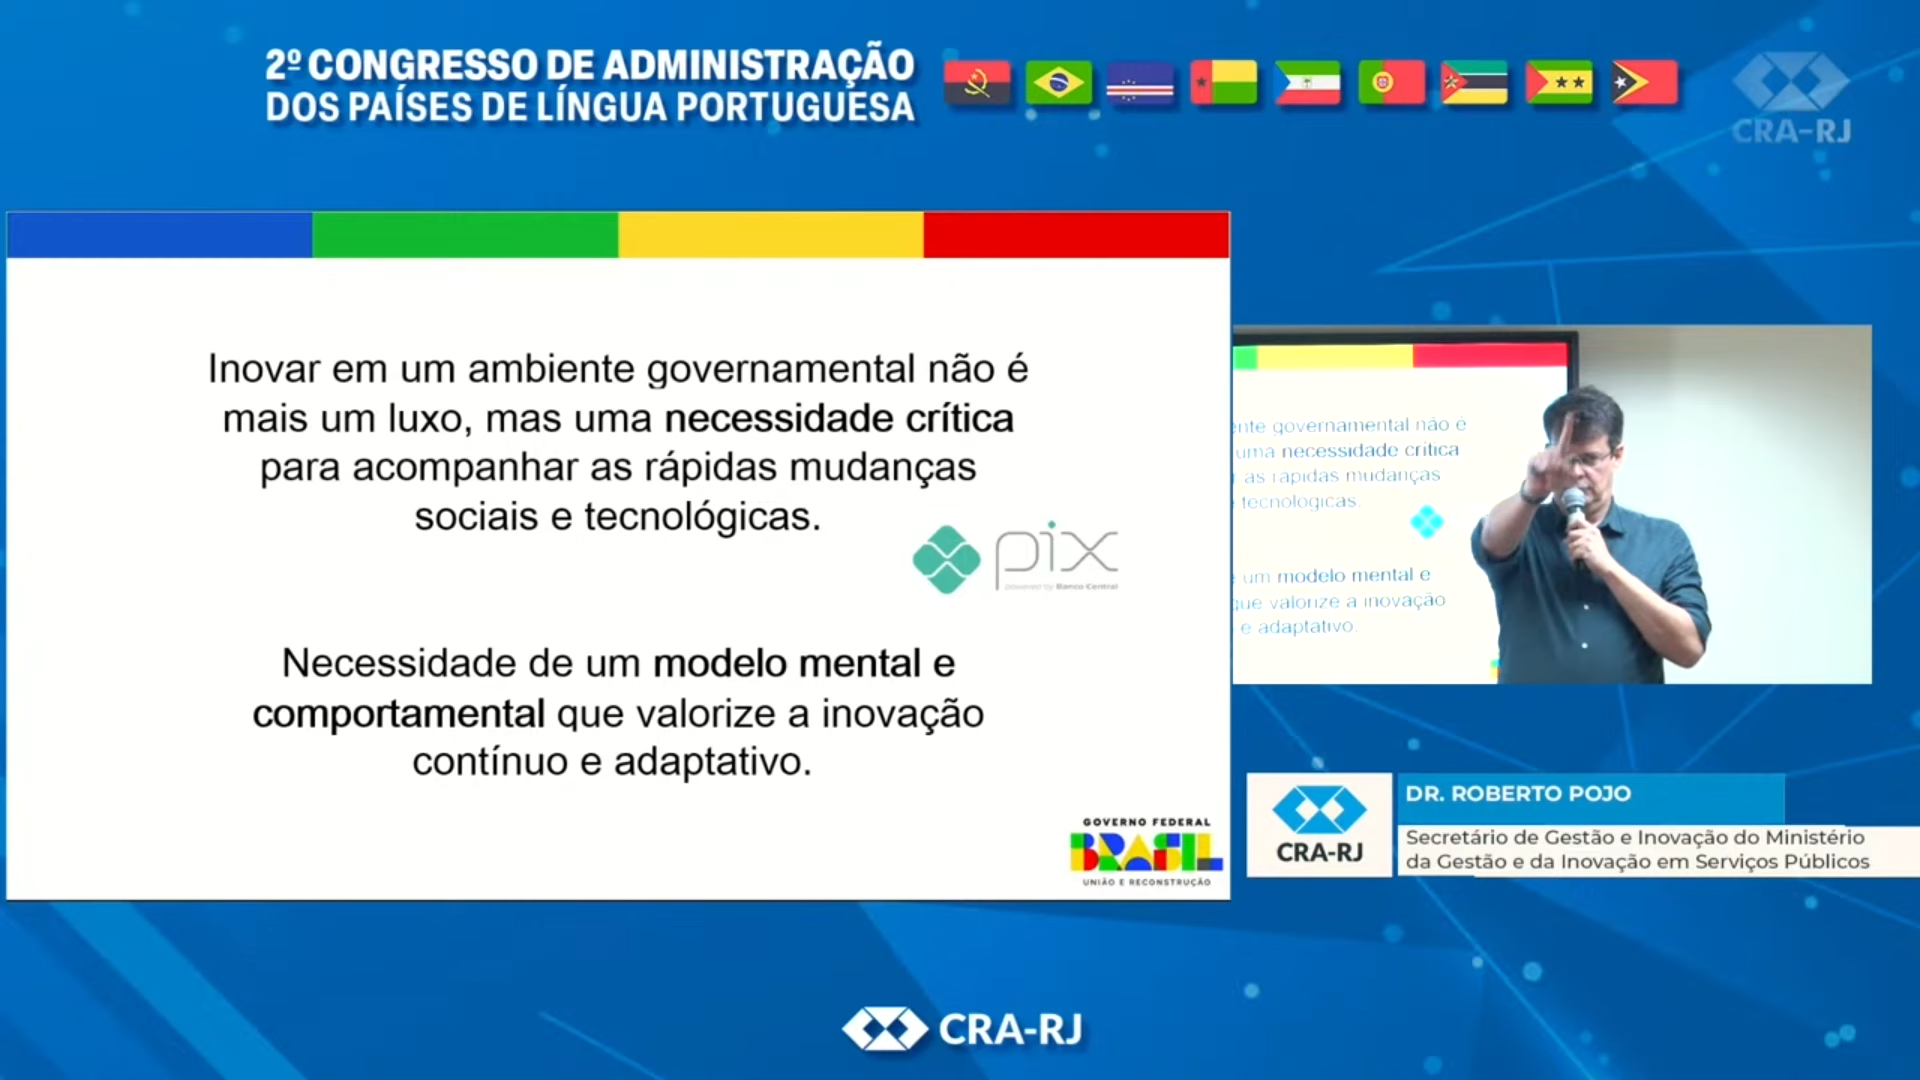 2º CONGRESSO DE ADMINISTRAÇÃO
DOS PAÍSES DE LÍNGUA PORTUGUESA
CRA-RJ
Inovar em um ambiente governamental não é
mais um luxo, mas uma necessidade crítica
para acompanhar as rápidas mudanças
sociais e tecnológicas.
pix
powered by Banco Central
Necessidade de um modelo mental e
comportamental que valorize a inovação
contínuo e adaptativo.
GOVERNO FEDERAL
BRASIL
UNIÃO E RECONSTRUÇÃO
governamental não é
uma necessidade crítica
as rápidas mudanças
tecnológicas.
um modelo mental e
que valorize a inovação
e adaptativo.
CRA-RJ
DR. ROBERTO POJO
Secretário de Gestão e Inovação do Ministério
da Gestão e da Inovação em Serviços Públicos
CRA-RJ